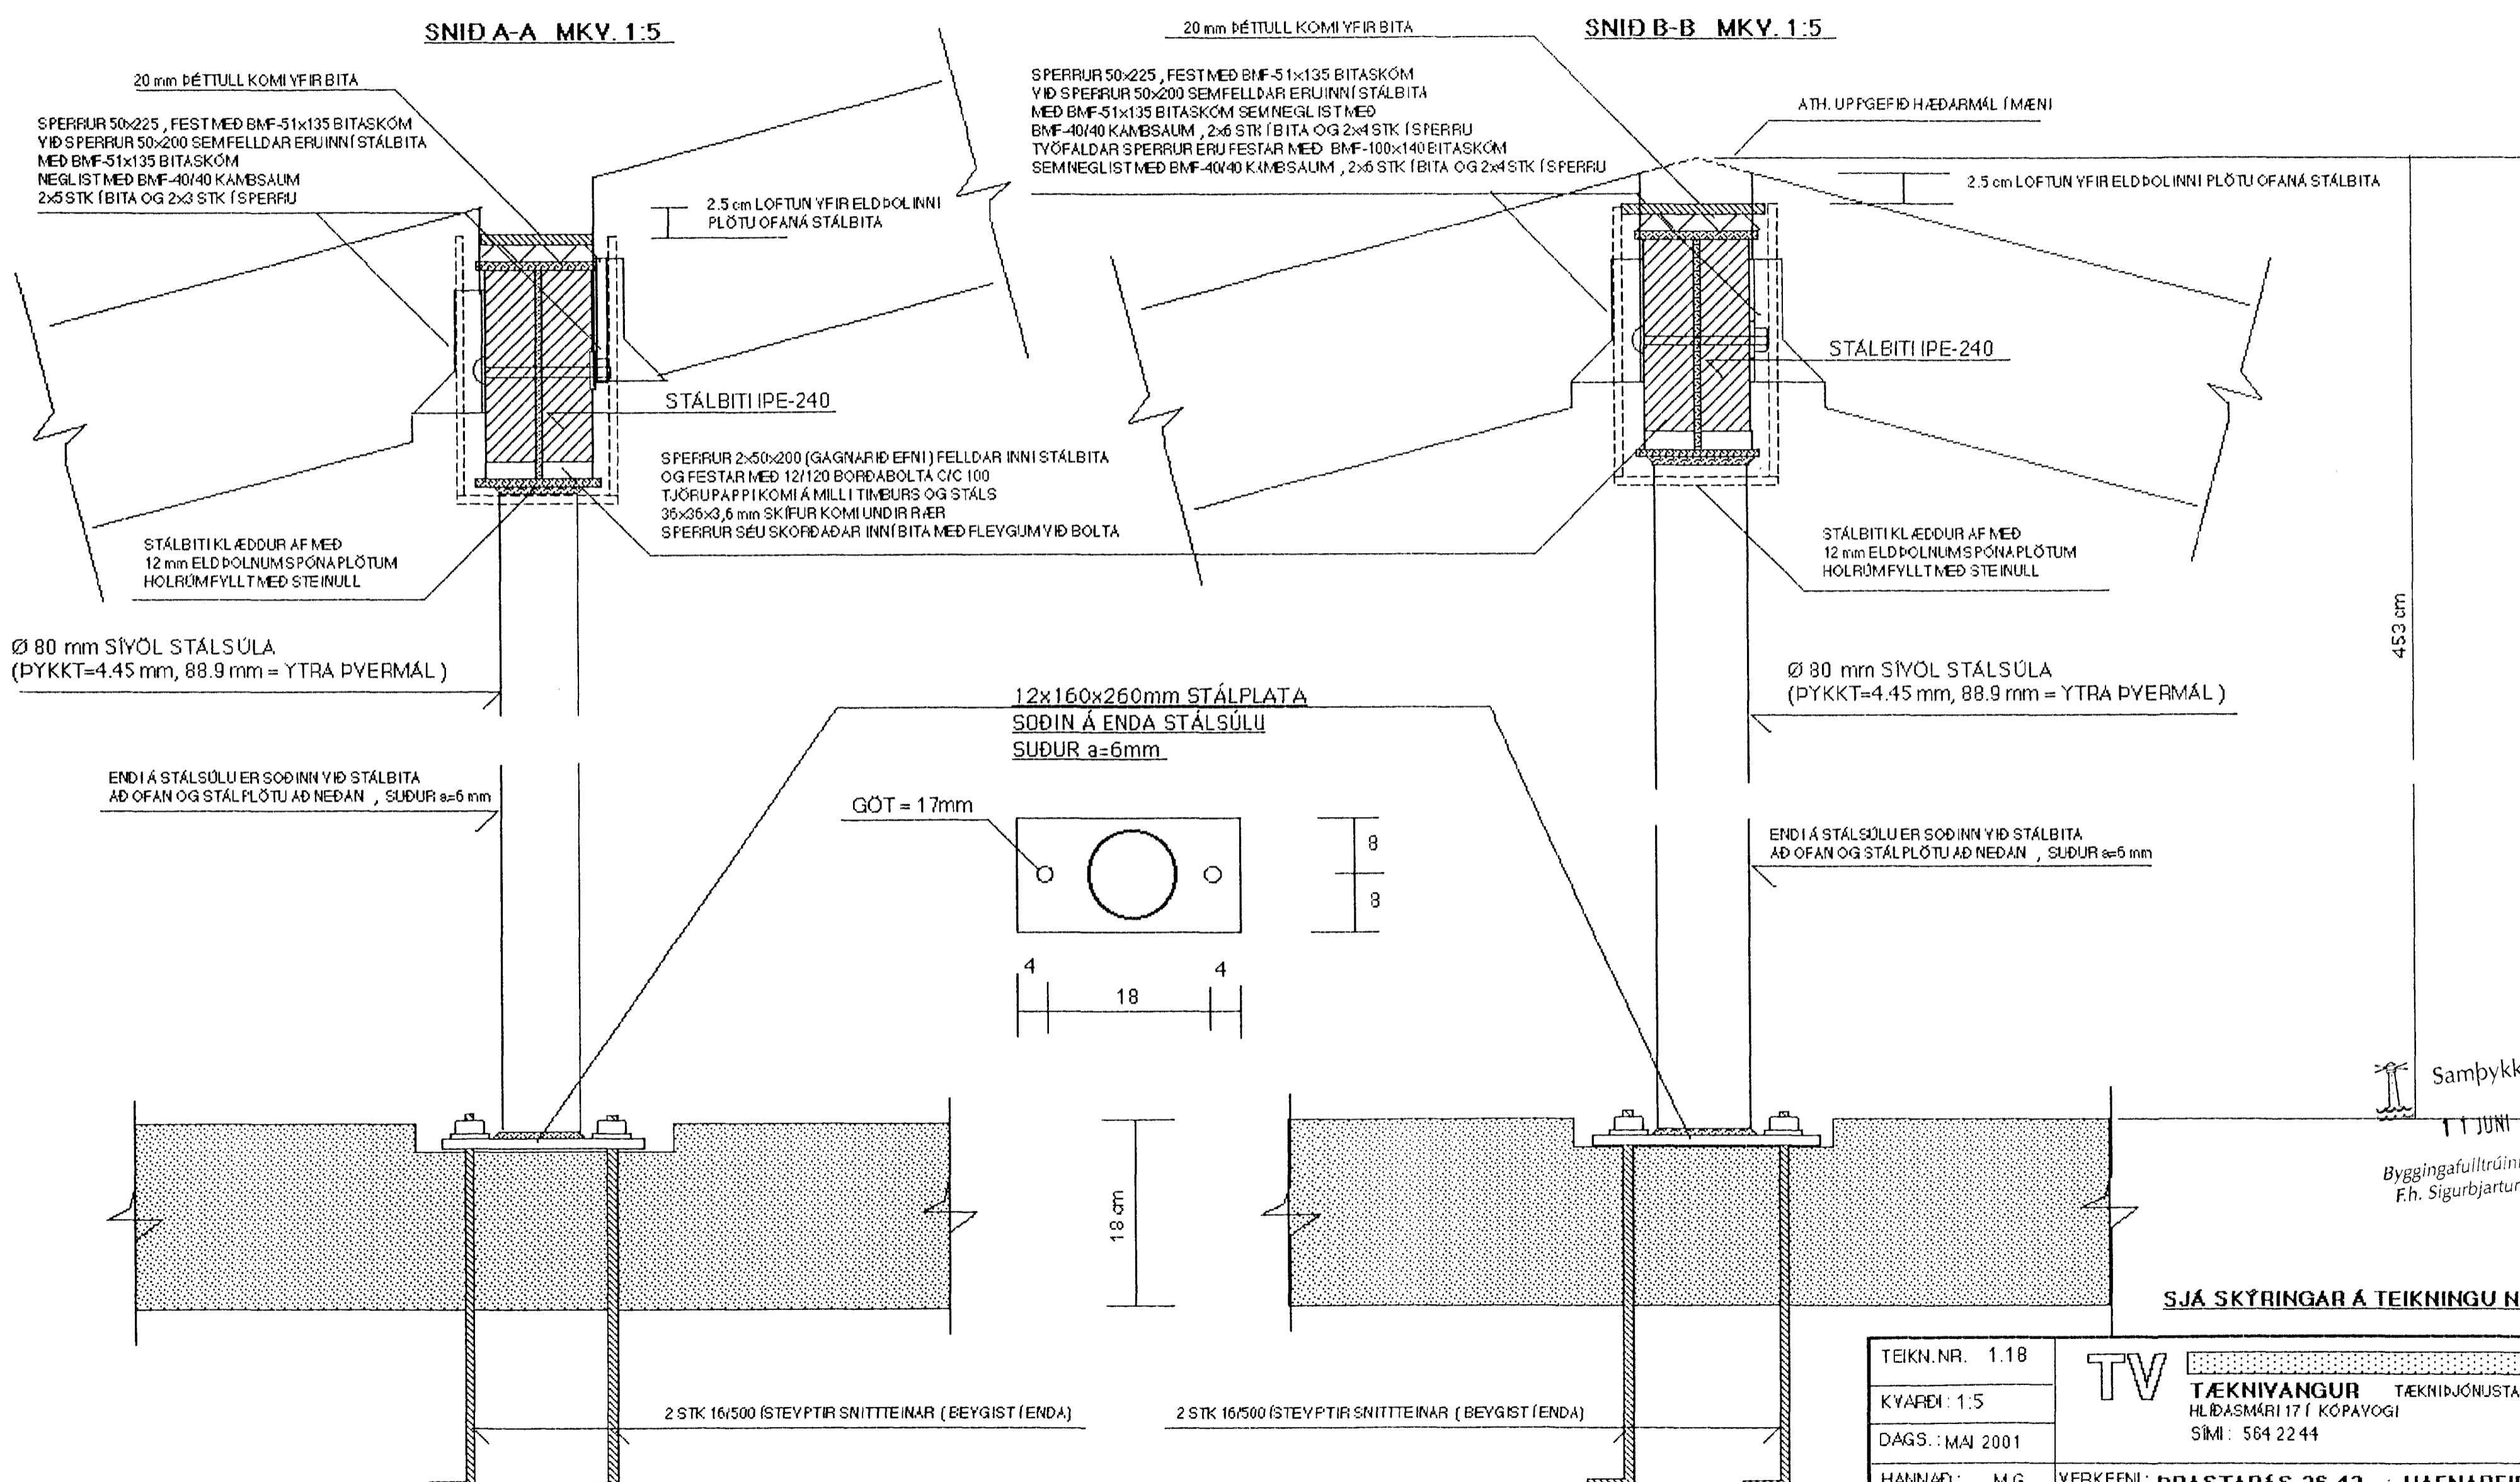 SNIÐ A-A MKV. 1:5
20 mm ÞÉTTULL KOMI YFIR BITA
SPERRUR 50x225 , FEST MEÐ BMF-51x135 BITASKÓM
VIÐ SPERRUR 50x200 SEM FELLDAR ERU INNÍ STÁLBITA
MEÐ BMF-51x135 BITASKÓM
NEGLIST MEÐ BMF-40/40 KAMBSAUM
2x5 STK Í BITA OG 2x3 STK Í SPERRU
2.5 cm LOFTUN YFIR ELDÞOLINNI
PLÖTU OFANÁ STÁLBITA
STÁLBITI IPE-240
SPERRUR 2x50x200 (GAGNARIÐ EFNI) FELLDAR INNI STÁLBITA
OG FESTAR MEÐ 12/120 BORÐABOLTA C/C 100
TJÖRUPAPPI KOMI Á MILLI TIMBURS OG STÁLS
36x36x3,6 mm SKÍFUR KOMI UNDIR RÆR
SPERRUR SÉU SKORÐAÐAR INNÍ BITA MEÐ FLEYGUM VIÐ BOLTA
STÁLBITI KLÆDDUR AF MEÐ
12 mm ELDÞOLNUM SPÓNAPLÖTUM
HOLRÚM FYLLT MEÐ STEINULL
Ø 80 mm SÍVÖL STÁLSÚLA
(ÞYKKT=4.45 mm, 88.9 mm = YTRA ÞVERMÁL )
ENDI Á STÁLSÚLU ER SOÐINN VIÐ STÁLBITA
AÐ OFAN OG STÁLPLÖTU AÐ NEÐAN , SUÐUR a=6 mm
12x160x260mm STÁLPLATA
SOÐIN Á ENDA STÁLSÚLU
SUÐUR a=6mm
GÖT = 17mm
8
8
4
18
4
18 cm
2 STK 16/500 ÍSTEYPTIR SNITTTEINAR ( BEYGIST Í ENDA)
SNIÐ B-B MKV. 1:5
20 mm ÞÉTTULL KOMI YFIR BITA
SPERRUR 50x225 , FEST MEÐ BMF-51x135 BITASKÓM
VIÐ SPERRUR 50x200 SEM FELLDAR ERU INNÍ STÁLBITA
MEÐ BMF-51x135 BITASKÓM SEM NEGLIST MEÐ
BMF-40/40 KAMBSAUM , 2x6 STK Í BITA OG 2x4 STK Í SPERRU
TVÖFALDAR SPERRUR ERU FESTAR MEÐ BMF-100x140 BITASKÓM
SEM NEGLIST MEÐ BMF-40/40 KAMBSAUM , 2x6 STK Í BITA OG 2x4 STK Í SPERRU
ATH. UPPGEFIÐ HÆÐARMÁL Í MÆNI
2.5 cm LOFTUN YFIR ELDÞOLINNI PLÖTU OFANÁ STÁLBITA
STÁLBITI IPE-240
STÁLBITI KLÆDDUR AF MEÐ
12 mm ELDÞOLNUM SPÓNAPLÖTUM
HOLRÚM FYLLT MEÐ STEINULL
453 cm
Ø 80 mm SÍVÖL STÁLSÚLA
(ÞYKKT=4.45 mm, 88.9 mm = YTRA ÞVERMÁL )
ENDI Á STÁLSÚLU ER SOÐINN VIÐ STÁLBITA
AÐ OFAN OG STÁLPLÖTU AÐ NEÐAN , SUÐUR a=6 mm
2 STK 16/500 ÍSTEYPTIR SNITTTEINAR ( BEYGIST Í ENDA)
Samþykk
11 JUNI
Byggingafulltrúin
F.h. Sigurbjartur
SJÁ SKÝRINGAR Á TEIKNINGU N
TEIKN.NR. 1.18
KVARÐI : 1:5
DAGS. : MAI 2001
HANNAÐ : M.G.
TV
TÆKNIVANGUR TÆKNIÞJÓNUSTA
HLÍÐASMÁRI 17 Í KÓPAVOGI
SÍMI : 564 22 44
VERKEFNI : ÞRASTARÁS